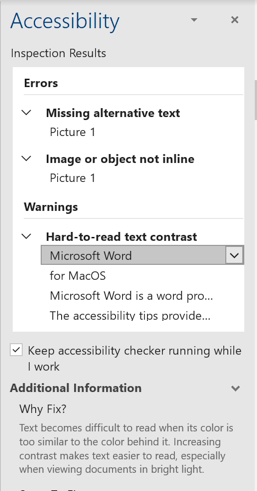 Accessibility
Inspection Results
Errors
Missing alternative text
Picture 1
Image or object not inline
Picture 1
Warnings
Hard-to-read text contrast
Microsoft Word
for MacOS
Microsoft Word is a word pro...
The accessibility tips provide...
Keep accessibility checker running while
I work
Additional Information
Why Fix?
Text becomes difficult to read when its color is
too similar to the color behind it. Increasing
contrast makes text easier to read, especially
when viewing documents in bright light.